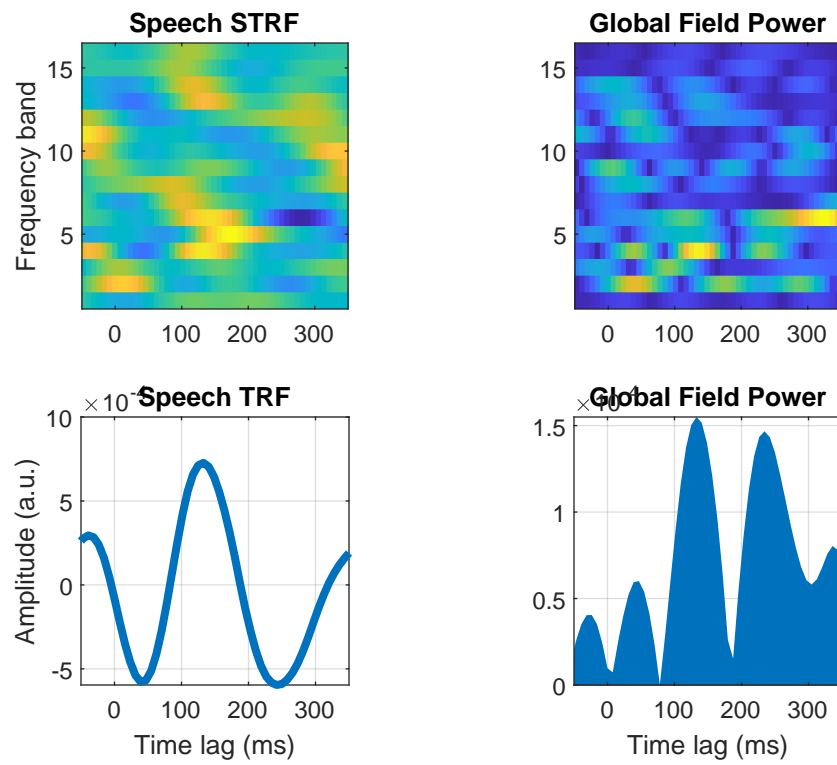 Speech STRF
Global Field Power
Frequency band
15
10
5
0 100 200 300
15
10
5
0 100 200 300
×10^-4
Speech TRF
Global Field Power
Amplitude (a.u.)
10
5
0
-5
0 100 200 300
Time lag (ms)
1.5
1
0.5
0
0 100 200 300
Time lag (ms)